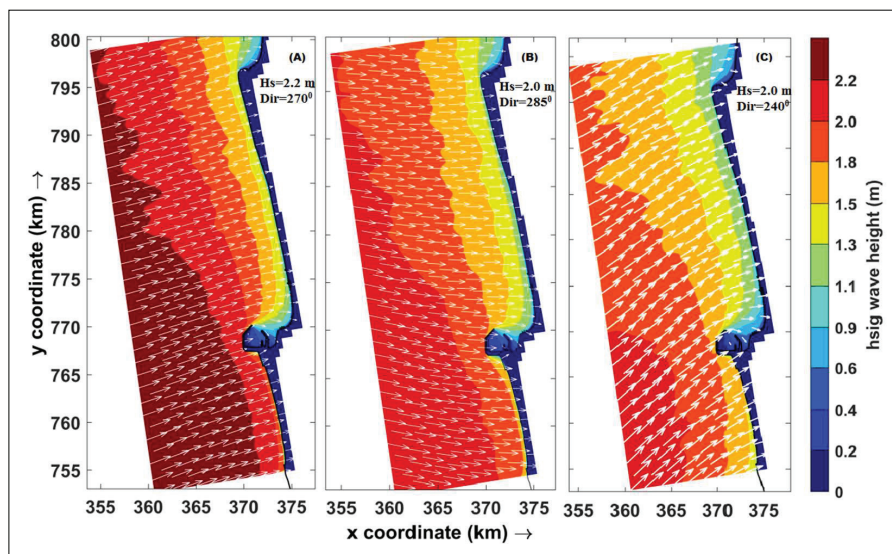 (A)
Hs=2.2 m
Dir=270⁰
(B)
Hs=2.0 m
Dir=285⁰
(C)
Hs=2.0 m
Dir=240⁰
y coordinate (km) →
800
795
790
785
780
775
770
765
760
755
355 360 365 370 375
355 360 365 370 375
355 360 365 370 375
x coordinate (km) →
2.2
2.0
1.8
1.5
1.3
1.1
0.9
0.6
0.4
0.2
0
hsig wave height (m)